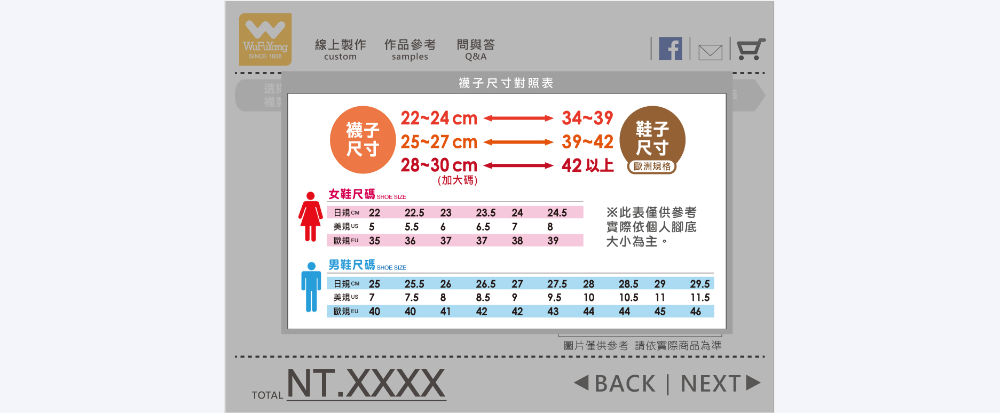 WuFuYang
SINCE 1936
線上製作
custom
作品參考
samples
問與答
Q&A
襪子尺寸對照表
襪子
尺寸
22~24 cm 34~39
25~27 cm 39~42
28~30 cm 42 以上
(加大碼)
鞋子
尺寸
歐洲規格
女鞋尺碼 SHOE SIZE
日規 CM 22 22.5 23 23.5 24 24.5
美規 US 5 5.5 6 6.5 7 8
歐規 EU 35 36 37 37 38 39
※此表僅供參考
實際依個人腳底
大小為主。
男鞋尺碼 SHOE SIZE
日規 CM 25 25.5 26 26.5 27 27.5 28 28.5 29 29.5
美規 US 7 7.5 8 8.5 9 9.5 10 10.5 11 11.5
歐規 EU 40 40 41 42 42 43 44 44 45 46
圖片僅供參考 請依實際商品為準
TOTAL NT.XXXX
BACK | NEXT